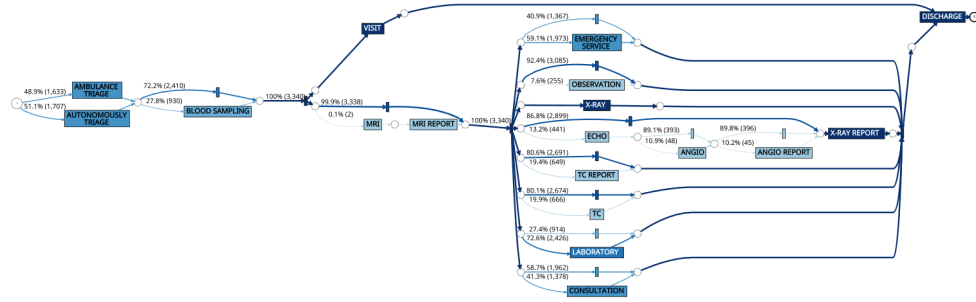 DISCHARGE
VISIT
40.9% (1,367)
59.1% (1,973)
EMERGENCY
SERVICE
92.4% (3,085)
7.6% (255)
OBSERVATION
48.9% (1,633)
AMBULANCE
TRIAGE
51.1% (1,707)
AUTONOMOUSLY
TRIAGE
72.2% (2,410)
27.8% (930)
BLOOD SAMPLING
100% (3,340)
99.9% (3,338)
0.1% (2)
MRI
MRI REPORT
100% (3,340)
X-RAY
86.8% (2,899)
13.2% (441)
ECHO
89.1% (393)
10.9% (48)
ANGIO
89.8% (396)
10.2% (45)
ANGIO REPORT
X-RAY REPORT
80.6% (2,691)
19.4% (649)
TC REPORT
80.1% (2,674)
19.9% (666)
TC
27.4% (914)
72.6% (2,426)
LABORATORY
58.7% (1,962)
41.3% (1,378)
CONSULTATION